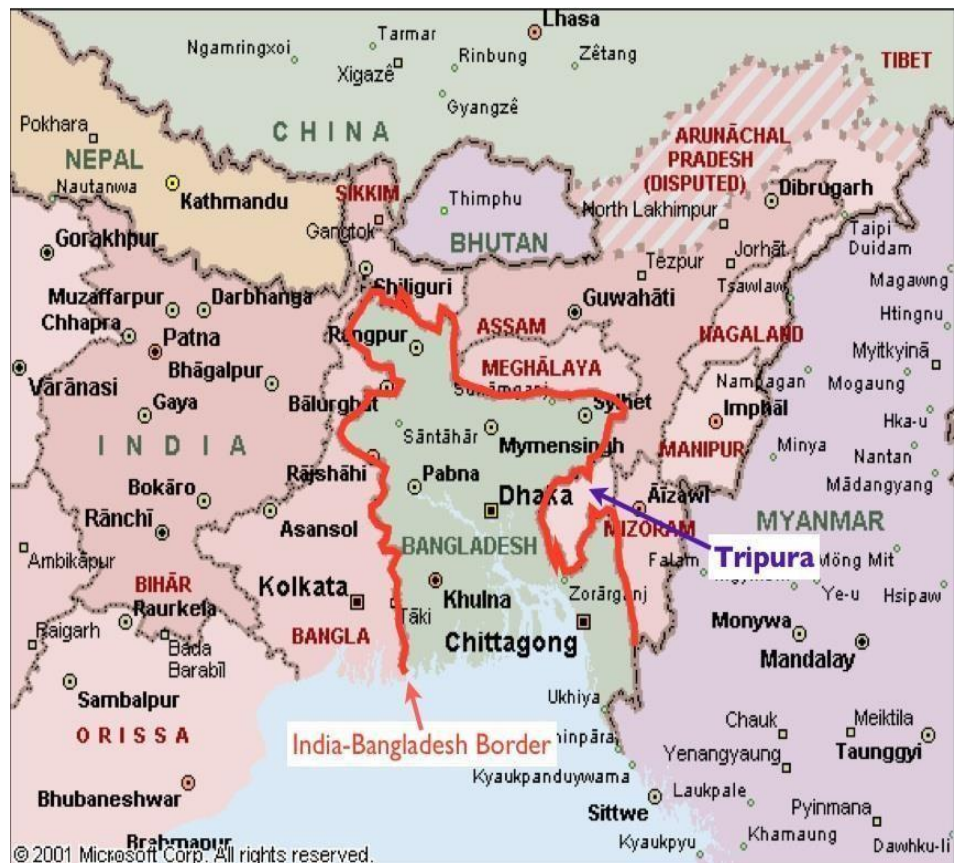 Lhasa
Tarmar
Ngamringxoi
Rinbung
Zêtang
Xigazê
TIBET
Gyangzê
Pokhara
CHINA
ARUNĀCHAL
PRADESH
(DISPUTED)
NEPAL
Nautanwa
Kathmandu
SIKKIM
Thimphu
Dibrugarh
North Lakhimpur
Gangtok
BHUTAN
Taipi
Duidam
Gorakhpur
Jorhāt
Tezpur
Shiliguri
Tsawlaw
Magawng
Muzaffarpur
Darbhanga
Guwahāti
Chhapra
Rangpur
ASSAM
NAGALAND
Htingnu
Patna
MEGHĀLAYA
Myitkyinā
Bhāgalpur
Vārānasi
Nampagan
Mogaung
Gaya
Bālurghāt
Sylhet
Imphāl
Hka-u
Sāntāhār
Mymensingh
MANIPUR
Minya
INDIA
Nantan
Rājshāhi
Pabna
Mādangyang
Bokāro
Dhaka
Āīzawl
Rānchī
Asansol
MIZORAM
MYANMAR
BANGLADESH
Tripura
Ambikāpur
Falam
Möng Mit
BIHĀR
Zorārganj
Ye-u
Hsipaw
Raurkela
Kolkata
Khulna
Tāki
Raigarh
BANGLA
Chittagong
Monywa
Bada
Barabīl
Mandalay
Sambalpur
Ukhiya
ORISSA
India-Bangladesh Border
Chauk
Meiktila
Yenangyaung
Taunggyi
Kyaukpanduywama
Bhubaneshwar
Laukpale
Sittwe
Pyinmana
Brahmapur
Khamaung
Kyaukpyu
Dawhku-li
© 2001 Microsoft Corp. All rights reserved.